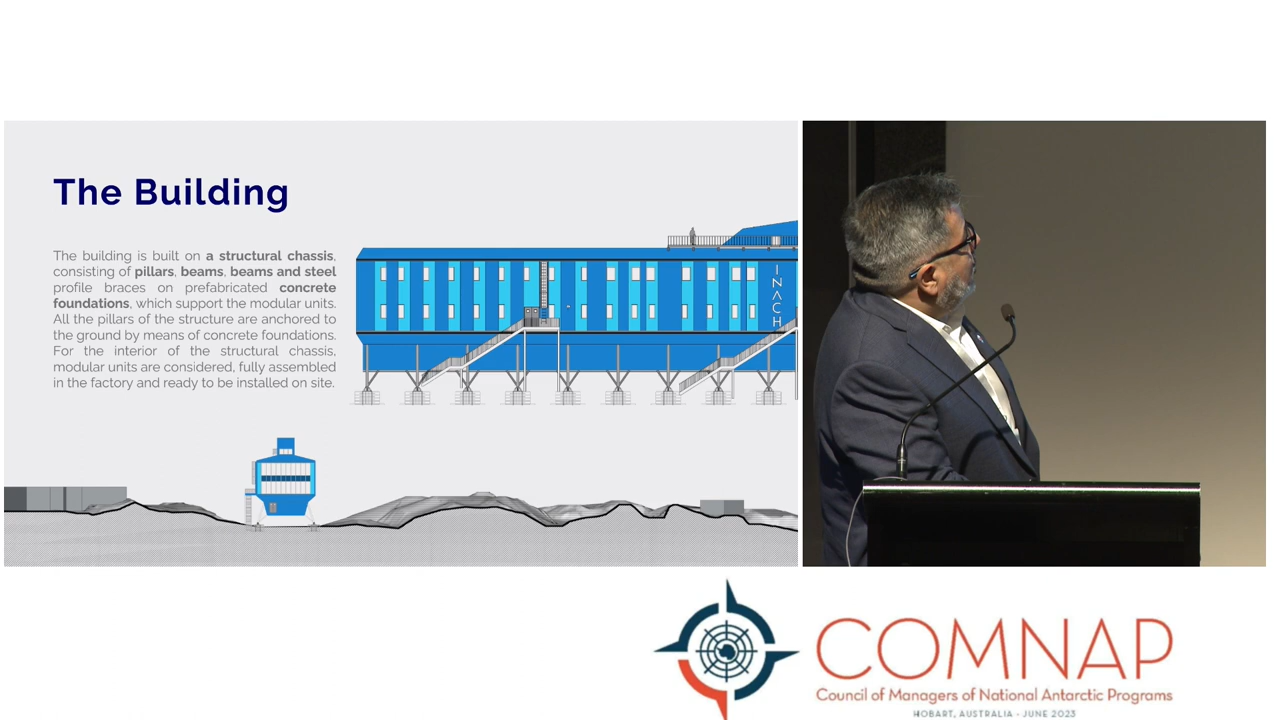 The Building
The building is built on a structural chassis,
consisting of pillars, beams, beams and steel
profile braces on prefabricated concrete
foundations, which support the modular units.
All the pillars of the structure are anchored to
the ground by means of concrete foundations.
For the interior of the structural chassis,
modular units are considered, fully assembled
in the factory and ready to be installed on site.
INACH
COMNAP
Council of Managers of National Antarctic Programs
HOBART, AUSTRALIA - JUNE 2023